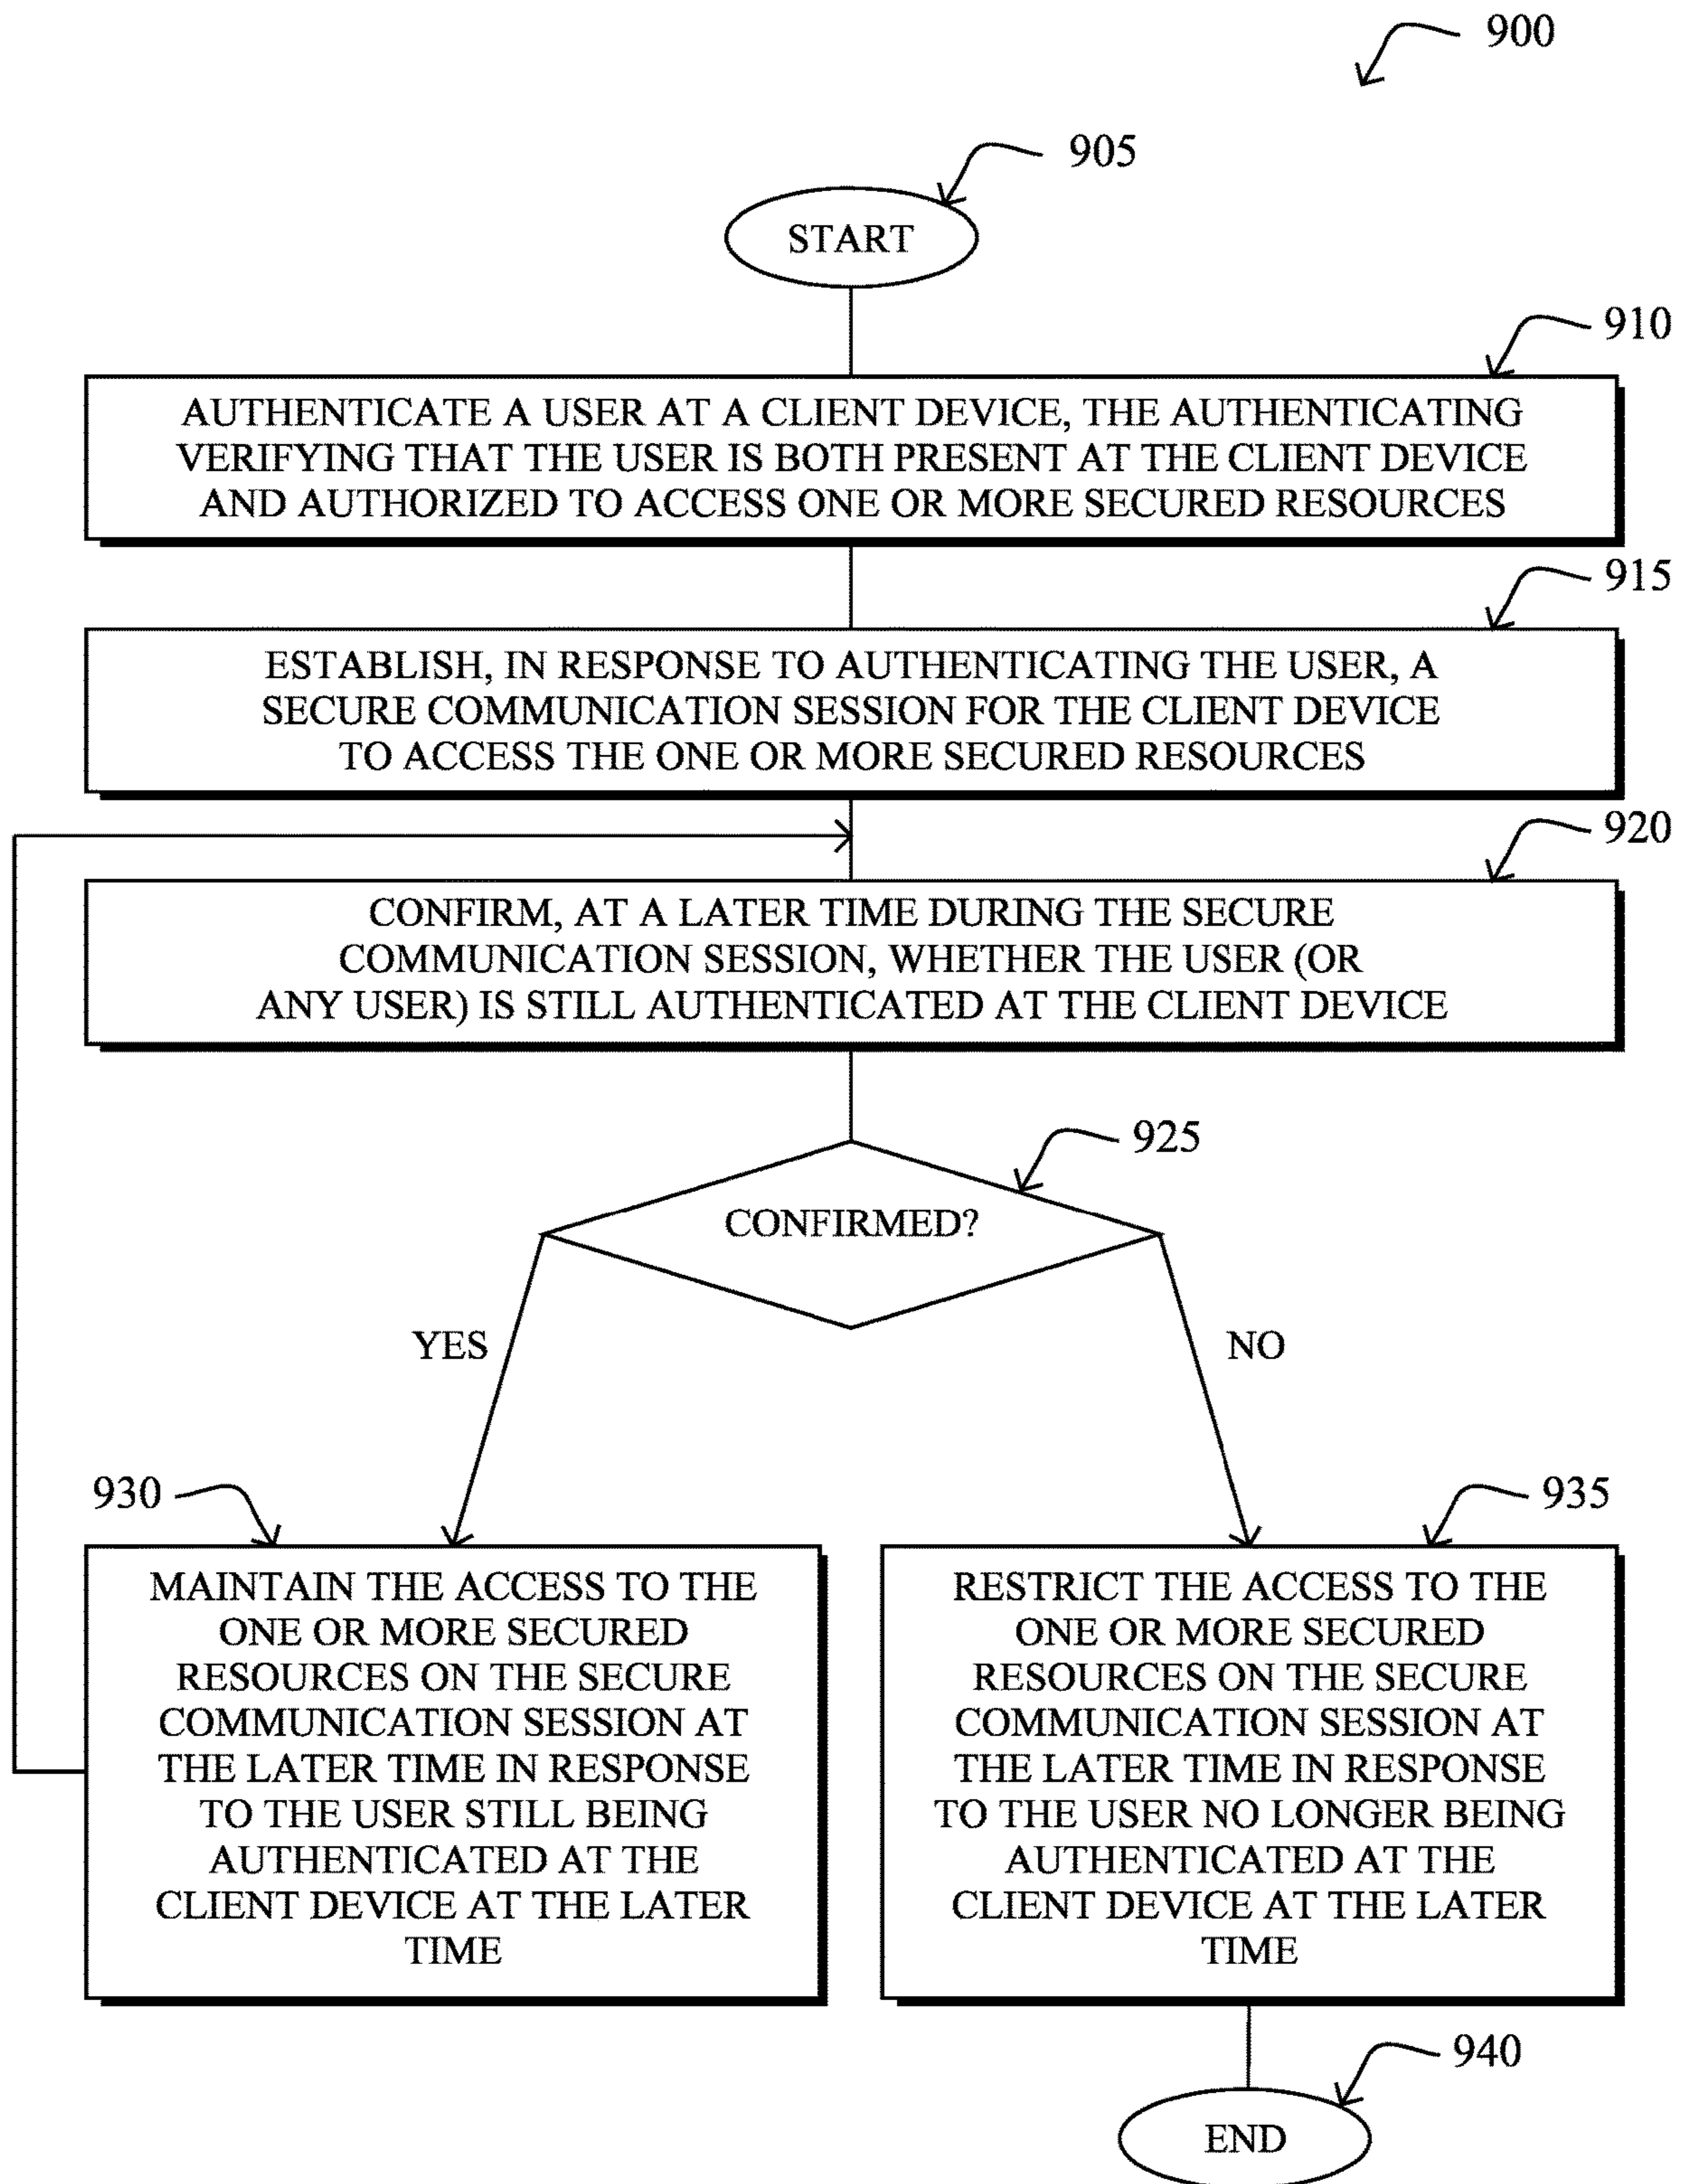 900
905
START
910
AUTHENTICATE A USER AT A CLIENT DEVICE, THE AUTHENTICATING
VERIFYING THAT THE USER IS BOTH PRESENT AT THE CLIENT DEVICE
AND AUTHORIZED TO ACCESS ONE OR MORE SECURED RESOURCES
915
ESTABLISH, IN RESPONSE TO AUTHENTICATING THE USER, A
SECURE COMMUNICATION SESSION FOR THE CLIENT DEVICE
TO ACCESS THE ONE OR MORE SECURED RESOURCES
920
CONFIRM, AT A LATER TIME DURING THE SECURE
COMMUNICATION SESSION, WHETHER THE USER (OR
ANY USER) IS STILL AUTHENTICATED AT THE CLIENT DEVICE
925
CONFIRMED?
YES
NO
930
MAINTAIN THE ACCESS TO THE
ONE OR MORE SECURED
RESOURCES ON THE SECURE
COMMUNICATION SESSION AT
THE LATER TIME IN RESPONSE
TO THE USER STILL BEING
AUTHENTICATED AT THE
CLIENT DEVICE AT THE LATER
TIME
935
RESTRICT THE ACCESS TO THE
ONE OR MORE SECURED
RESOURCES ON THE SECURE
COMMUNICATION SESSION AT
THE LATER TIME IN RESPONSE
TO THE USER NO LONGER BEING
AUTHENTICATED AT THE
CLIENT DEVICE AT THE LATER
TIME
940
END